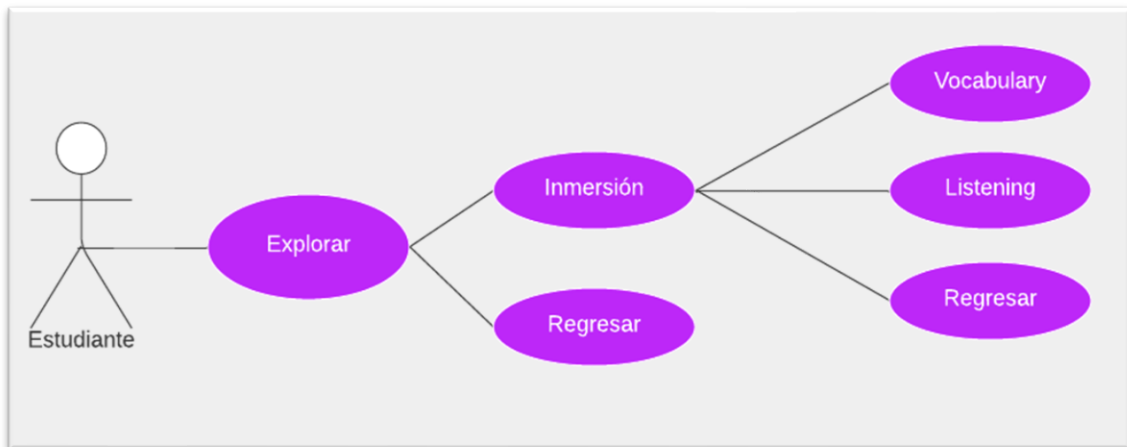 Vocabulary
Inmersión
Listening
Explorar
Regresar
Regresar
Estudiante